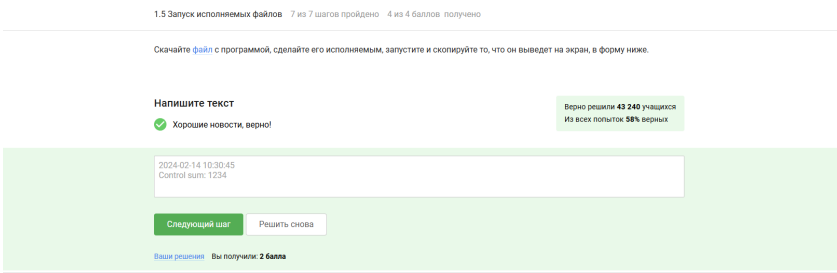 1.5 Запуск исполняемых файлов 7 из 7 шагов пройдено 4 из 4 баллов получено
Скачайте файл с программой, сделайте его исполняемым, запустите и скопируйте то, что он выведет на экран, в форму ниже.
Напишите текст
Верно решили 43 240 учащихся
Из всех попыток 58% верных
Хорошие новости, верно!
2024-02-14 10:30:45
Control sum: 1234
Следующий шаг Решить снова
Ваши решения Вы получили: 2 балла